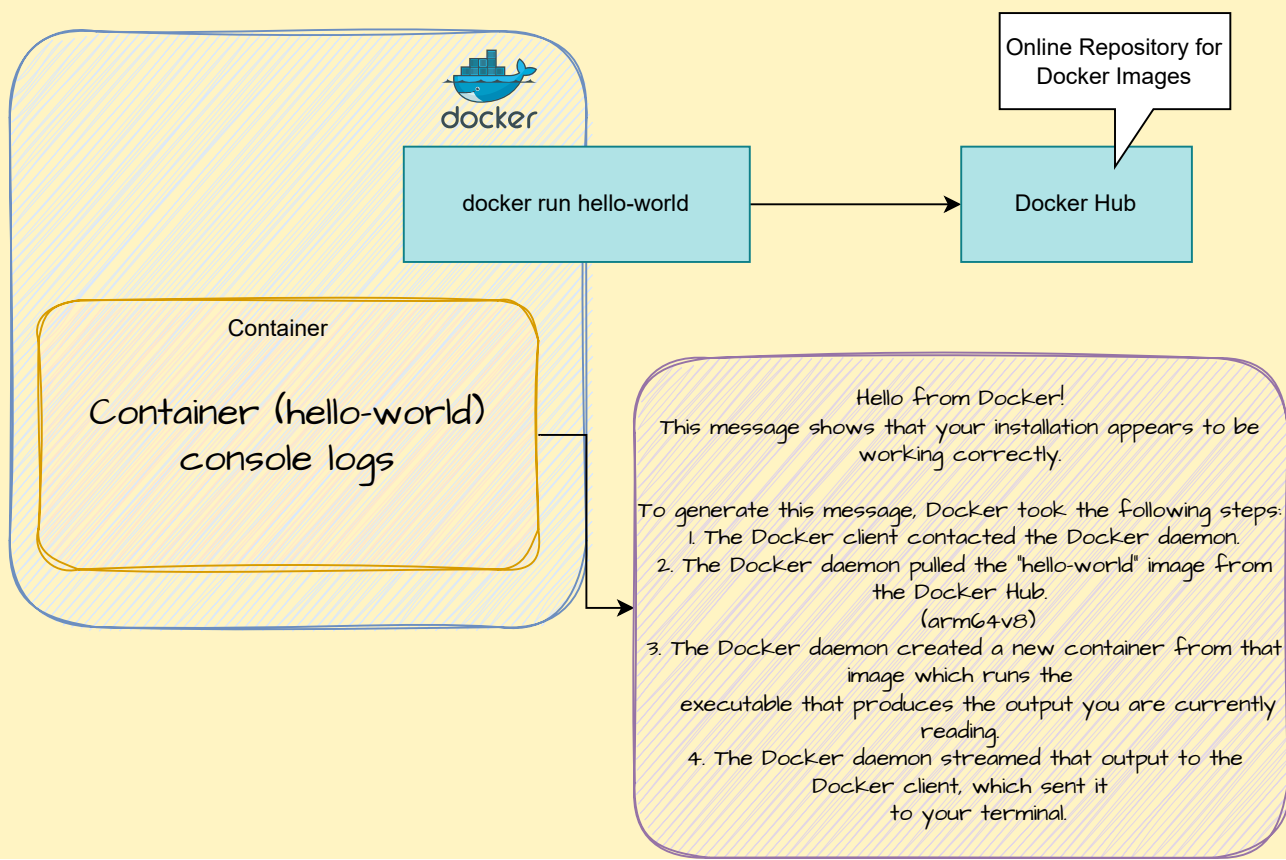 Online Repository for
Docker Images
docker
docker run hello-world
Docker Hub
Container
Container (hello-world)
console logs
Hello from Docker!
This message shows that your installation appears to be
working correctly.
To generate this message, Docker took the following steps:
1. The Docker client contacted the Docker daemon.
2. The Docker daemon pulled the "hello-world" image from
the Docker Hub.
(arm64v8)
3. The Docker daemon created a new container from that
image which runs the
executable that produces the output you are currently
reading.
4. The Docker daemon streamed that output to the
Docker client, which sent it
to your terminal.